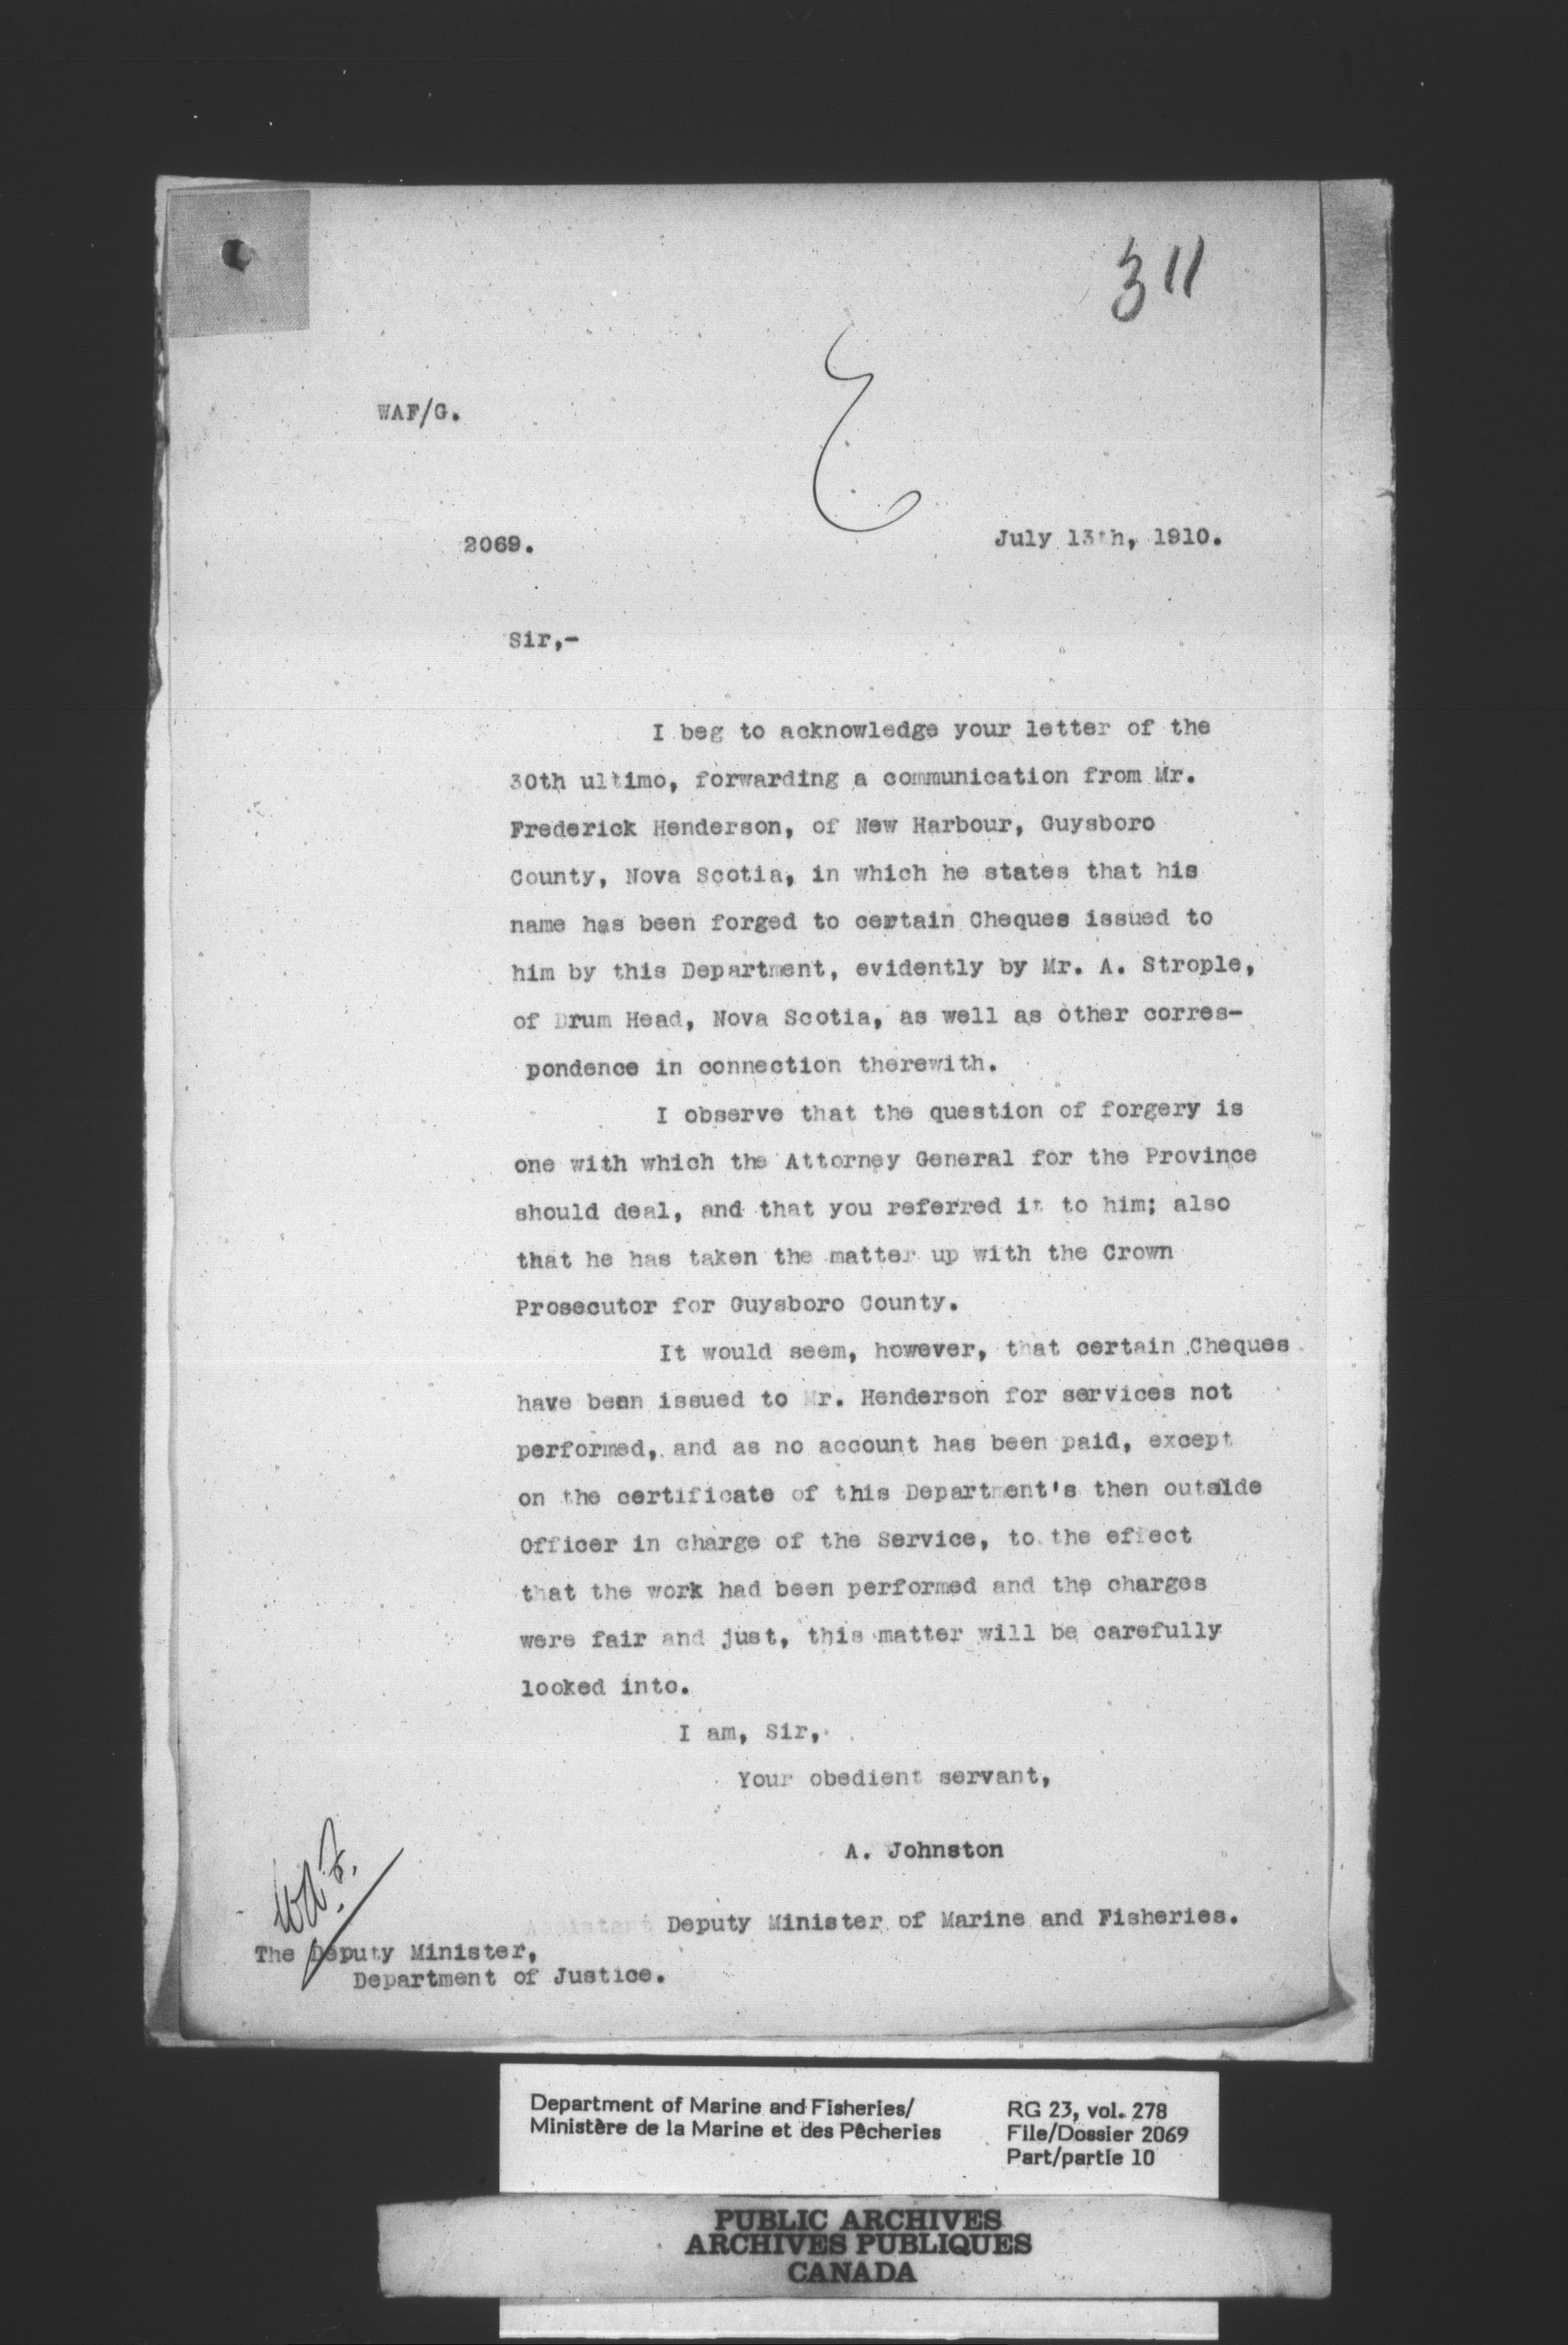 311
WAF/G.
2069.
July 13th, 1910.
Sir,-
I beg to acknowledge your letter of the
30th ultimo, forwarding a communication from Mr.
Frederick Henderson, of New Harbour, Guysboro
County, Nova Scotia, in which he states that his
name has been forged to certain Cheques issued to
him by this Department, evidently by Mr. A. Strople,
of Drum Head, Nova Scotia, as well as other corres-
pondence in connection therewith.
I observe that the question of forgery is
one with which the Attorney General for the Province
should deal, and that you referred it to him; also
that he has taken the matter up with the Crown
Prosecutor for Guysboro County.
It would seem, however, that certain Cheques
have been issued to Mr. Henderson for services not
performed, and as no account has been paid, except
on the certificate of this Department's then outside
Officer in charge of the Service, to the effect
that the work had been performed and the charges
were fair and just, this matter will be carefully
looked into.
I am, Sir,
Your obedient servant,
A. Johnston
Assistant Deputy Minister of Marine and Fisheries.
W.A.F.
The Deputy Minister,
Department of Justice.
Department of Marine and Fisheries/
Ministère de la Marine et des Pêcheries
RG 23, vol. 278
File/Dossier 2069
Part/partie 10
PUBLIC ARCHIVES
ARCHIVES PUBLIQUES
CANADA